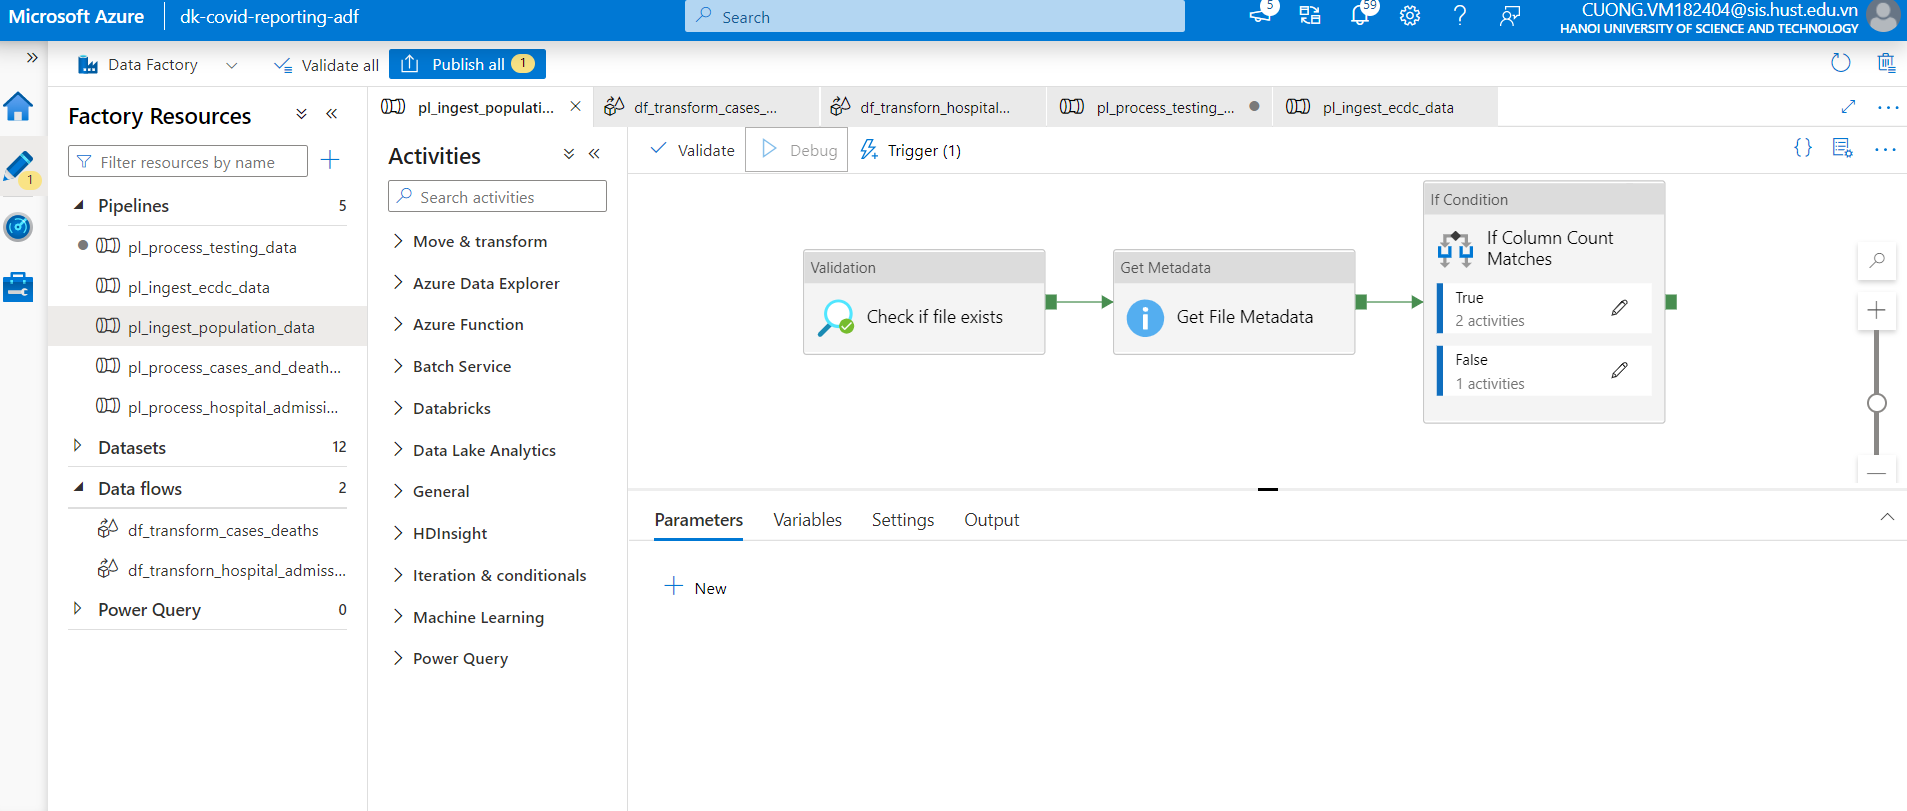 Microsoft Azure
dk-covid-reporting-adf
Search
5
59
CUONG.VM182404@sis.hust.edu.vn
HANOI UNIVERSITY OF SCIENCE AND TECHNOLOGY
Data Factory
Validate all
Publish all 1
1
Factory Resources
Filter resources by name
Pipelines 5
pl_process_testing_data
pl_ingest_ecdc_data
pl_ingest_population_data
pl_process_cases_and_death...
pl_process_hospital_admissi...
Datasets 12
Data flows 2
df_transform_cases_deaths
df_transforn_hospital_admiss...
Power Query 0
pl_ingest_populati...
df_transform_cases_...
df_transforn_hospital...
pl_process_testing_...
pl_ingest_ecdc_data
Activities
Search activities
Move & transform
Azure Data Explorer
Azure Function
Batch Service
Databricks
Data Lake Analytics
General
HDInsight
Iteration & conditionals
Machine Learning
Power Query
Validate
Debug
Trigger (1)
{}
Validation
Check if file exists
Get Metadata
Get File Metadata
If Condition
If Column Count
Matches
True
2 activities
False
1 activities
Parameters
Variables
Settings
Output
New